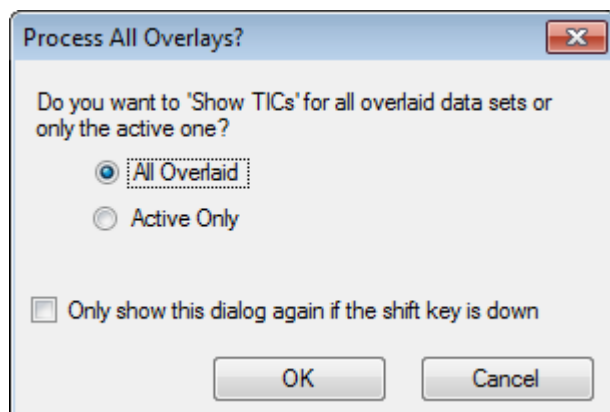 Process All Overlays?
Do you want to 'Show TICs' for all overlaid data sets or
only the active one?
All Overlaid
Active Only
Only show this dialog again if the shift key is down
OK
Cancel